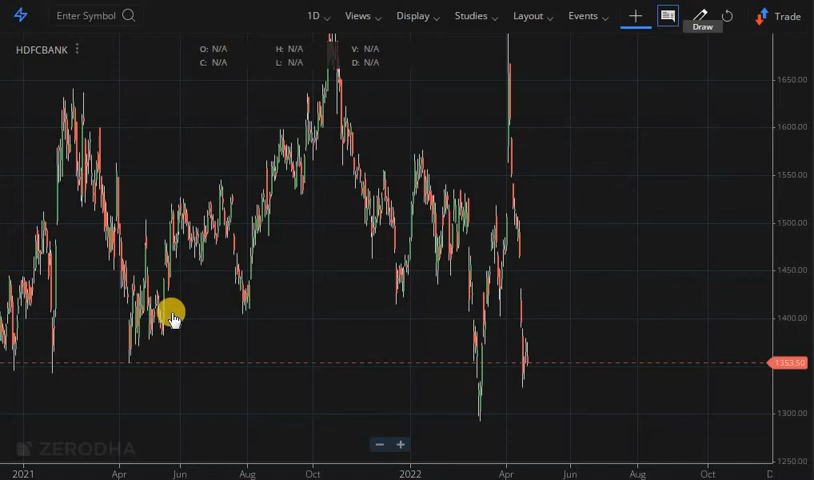 Enter Symbol 1D Views Display Studies Layout Events Trade
Draw
HDFCBANK O: N/A H: N/A V: N/A
C: N/A L: N/A D: N/A
1650.00
1600.00
1550.00
1500.00
1450.00
1400.00
1353.50
1300.00
1250.00
ZERODHA
2021 Apr Jun Aug Oct 2022 Apr Jun Aug Oct D